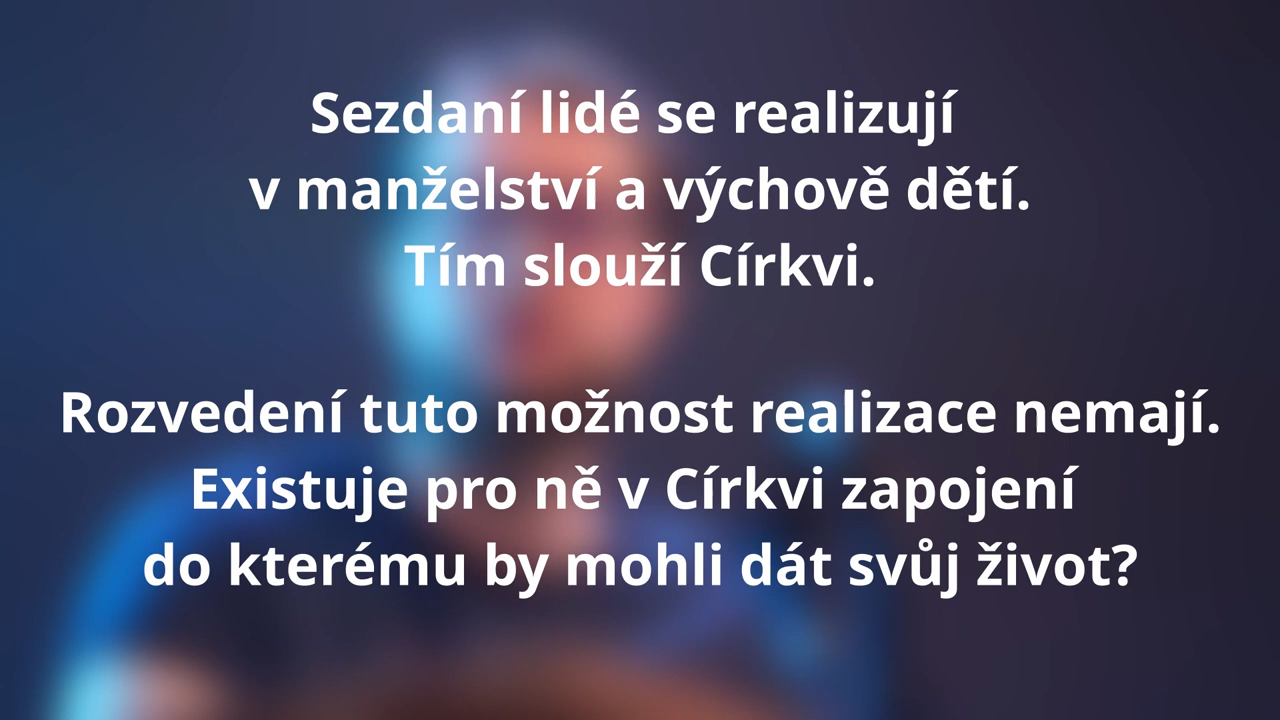 Sezdaní lidé se realizují
v manželství a výchově dětí.
Tím slouží Církvi.
Rozvedení tuto možnost realizace nemají.
Existuje pro ně v Církvi zapojení
do kterému by mohli dát svůj život?